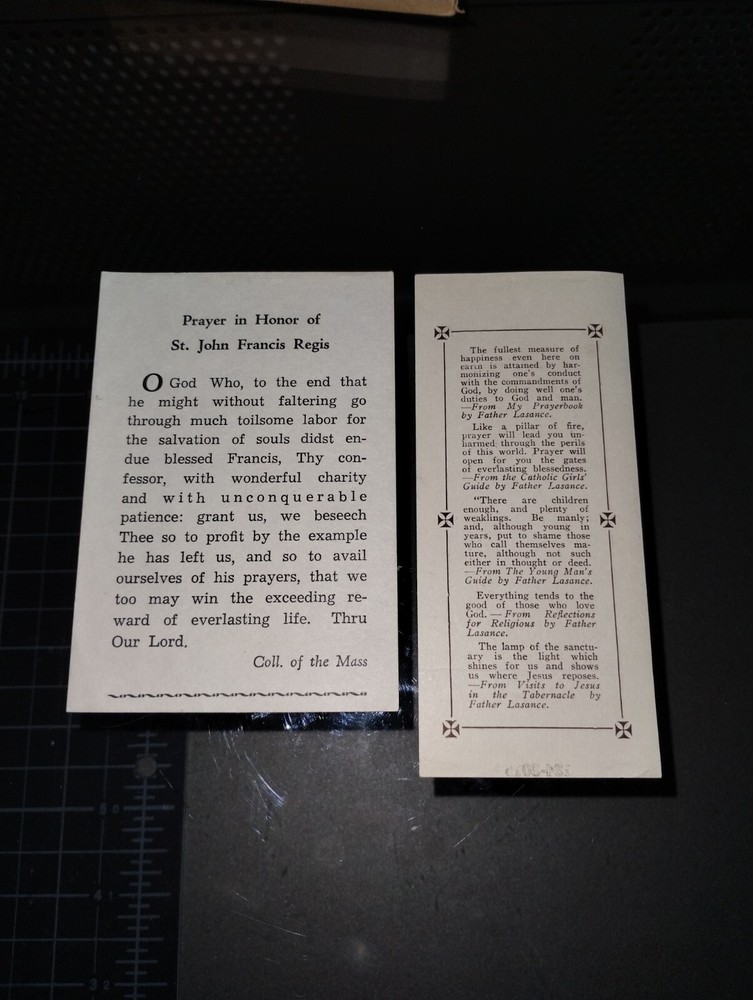 Prayer in Honor of
St. John Francis Regis
O God Who, to the end that
he might without faltering go
through much toilsome labor for
the salvation of souls didst en-
due blessed Francis, Thy con-
fessor, with wonderful charity
and with unconquerable
patience: grant us, we beseech
Thee so to profit by the example
he has left us, and so to avail
ourselves of his prayers, that we
too may win the exceeding re-
ward of everlasting life. Thru
Our Lord.
Coll. of the Mass
The fullest measure of
happiness even here on
earth is attained by har-
monizing one's conduct
with the commandments of
God, by doing well one's
duties to God and man.
—From My Prayerbook
by Father Lasance.
Like a pillar of fire,
prayer will lead you un-
harmed through the perils
of this world. Prayer will
open for you the gates
of everlasting blessedness.
—From the Catholic Girls'
Guide by Father Lasance.
"There are children
enough, and plenty of
weaklings. Be manly;
and, although young in
years, put to shame those
who call themselves ma-
ture, although not such
either in thought or deed.
—From The Young Man's
Guide by Father Lasance.
Everything tends to the
good of those who love
God. — From Reflections
for Religious by Father
Lasance.
The lamp of the sanctu-
ary is the light which
shines for us and shows
us where Jesus reposes.
—From Visits to Jesus
in the Tabernacle by
Father Lasance.